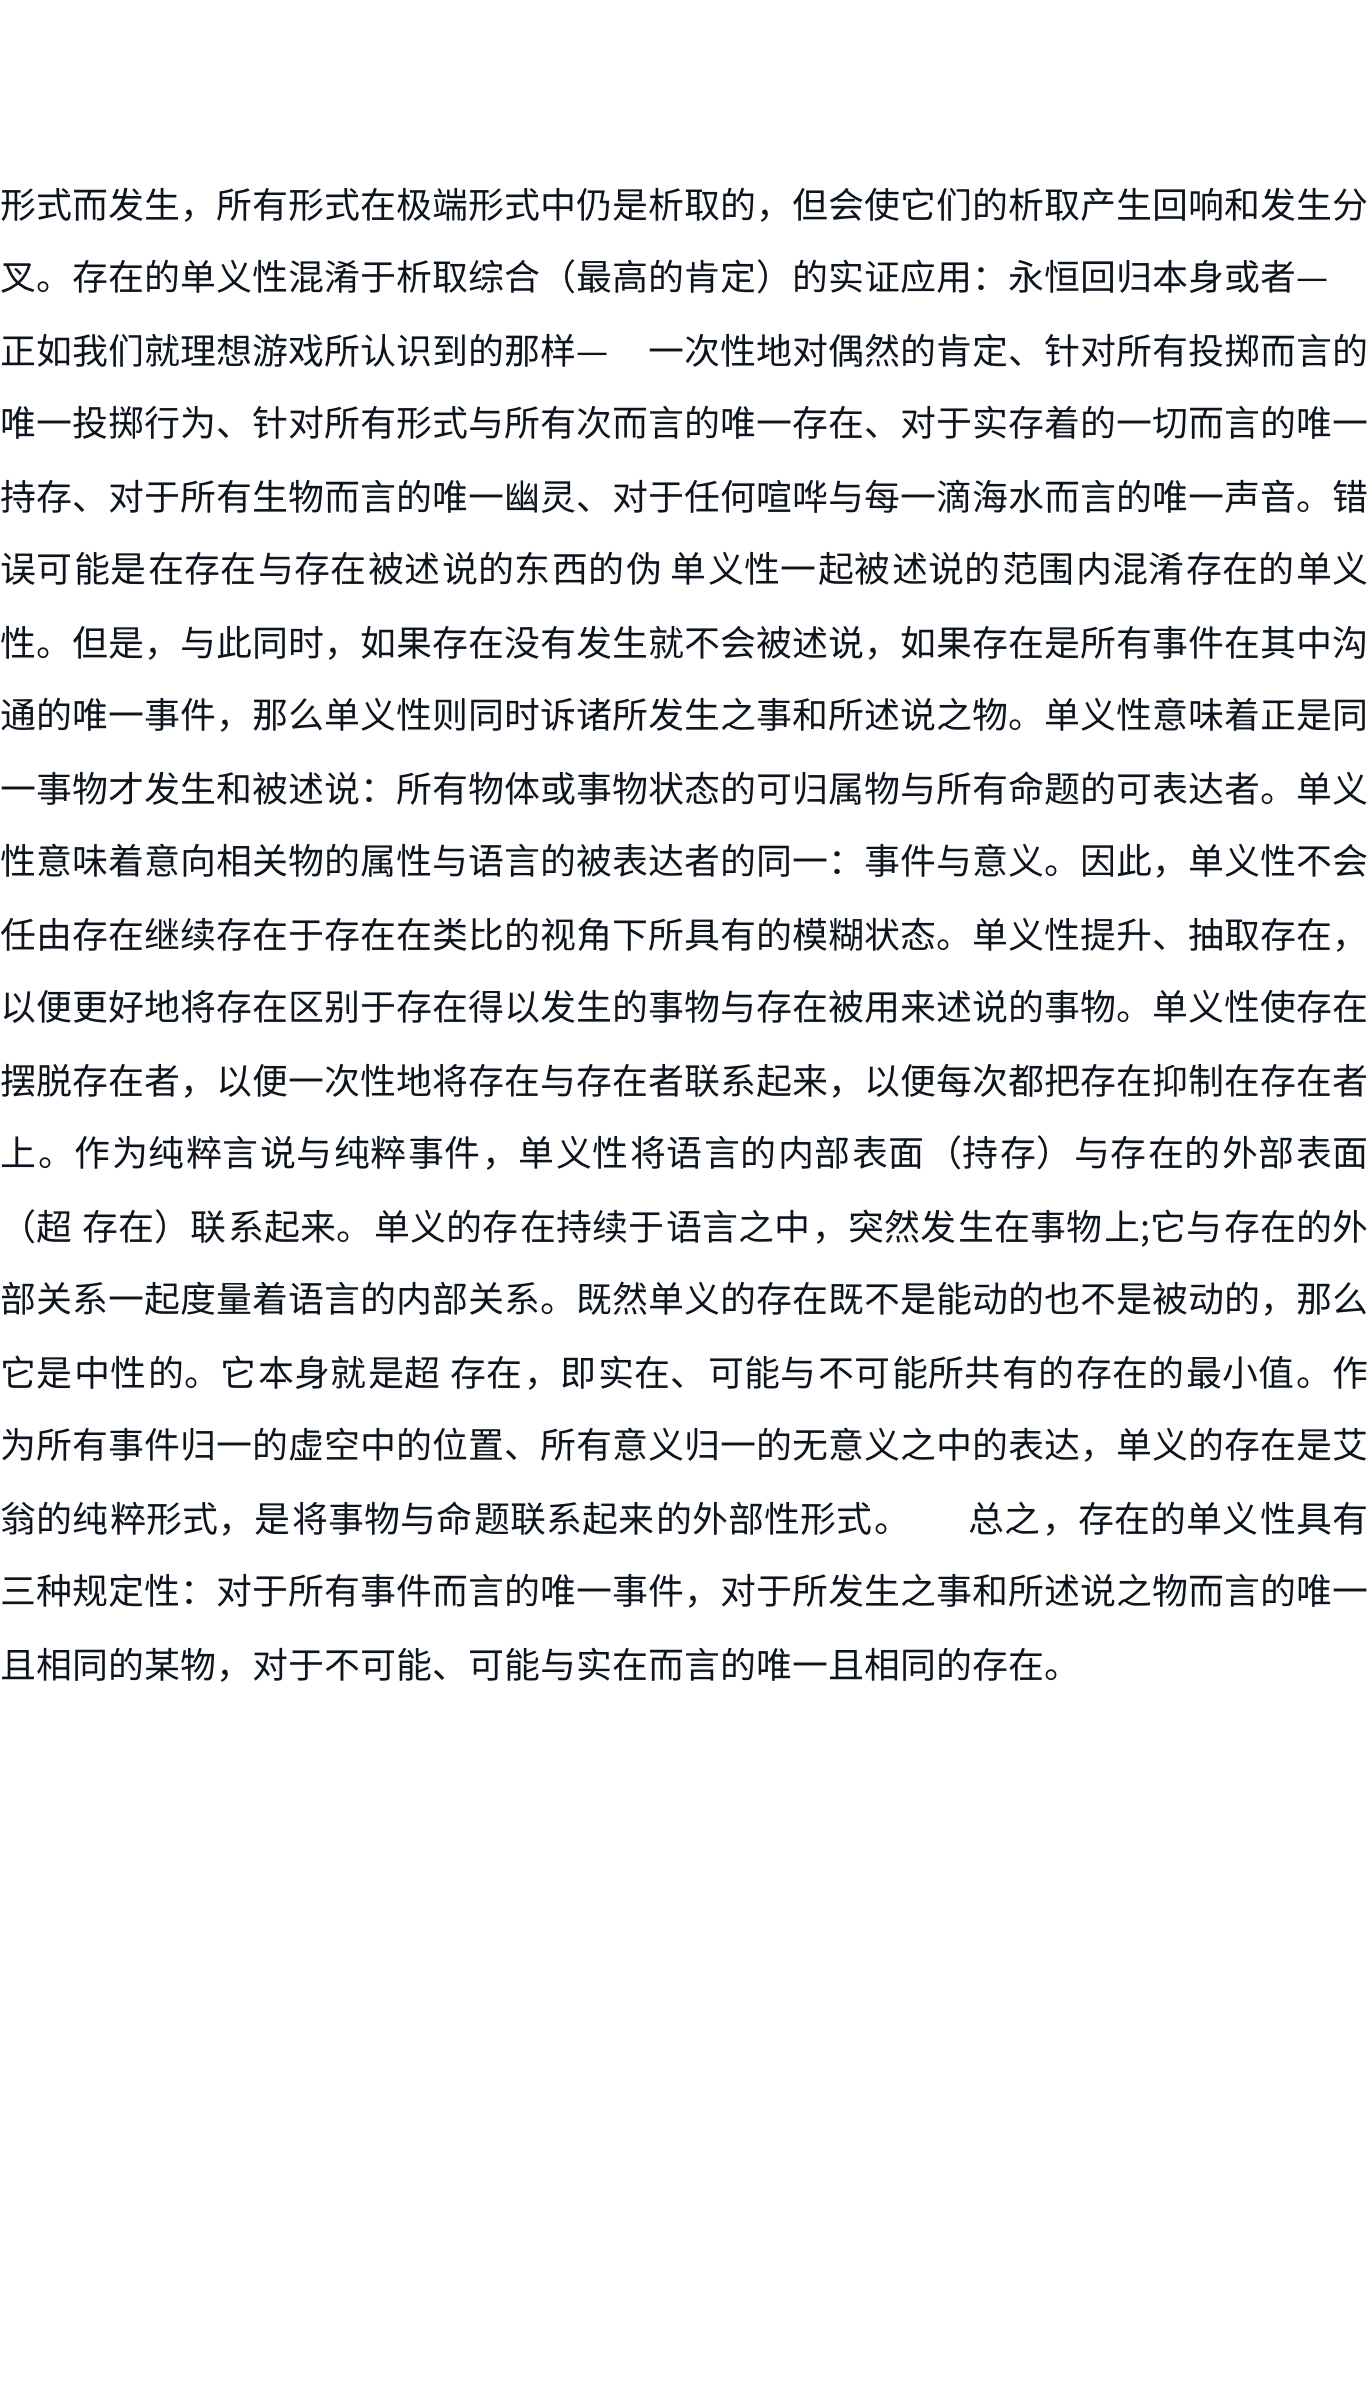 形式而发生，所有形式在极端形式中仍是析取的，但会使它们的析取产生回响和发生分
叉。存在的单义性混淆于析取综合（最高的肯定）的实证应用：永恒回归本身或者—
正如我们就理想游戏所认识到的那样—　一次性地对偶然的肯定、针对所有投掷而言的
唯一投掷行为、针对所有形式与所有次而言的唯一存在、对于实存着的一切而言的唯一
持存、对于所有生物而言的唯一幽灵、对于任何喧哗与每一滴海水而言的唯一声音。错
误可能是在存在与存在被述说的东西的伪 单义性一起被述说的范围内混淆存在的单义
性。但是，与此同时，如果存在没有发生就不会被述说，如果存在是所有事件在其中沟
通的唯一事件，那么单义性则同时诉诸所发生之事和所述说之物。单义性意味着正是同
一事物才发生和被述说：所有物体或事物状态的可归属物与所有命题的可表达者。单义
性意味着意向相关物的属性与语言的被表达者的同一：事件与意义。因此，单义性不会
任由存在继续存在于存在在类比的视角下所具有的模糊状态。单义性提升、抽取存在，
以便更好地将存在区别于存在得以发生的事物与存在被用来述说的事物。单义性使存在
摆脱存在者，以便一次性地将存在与存在者联系起来，以便每次都把存在抑制在存在者
上。作为纯粹言说与纯粹事件，单义性将语言的内部表面（持存）与存在的外部表面
（超 存在）联系起来。单义的存在持续于语言之中，突然发生在事物上;它与存在的外
部关系一起度量着语言的内部关系。既然单义的存在既不是能动的也不是被动的，那么
它是中性的。它本身就是超 存在，即实在、可能与不可能所共有的存在的最小值。作
为所有事件归一的虚空中的位置、所有意义归一的无意义之中的表达，单义的存在是艾
翁的纯粹形式，是将事物与命题联系起来的外部性形式。　　总之，存在的单义性具有
三种规定性：对于所有事件而言的唯一事件，对于所发生之事和所述说之物而言的唯一
且相同的某物，对于不可能、可能与实在而言的唯一且相同的存在。